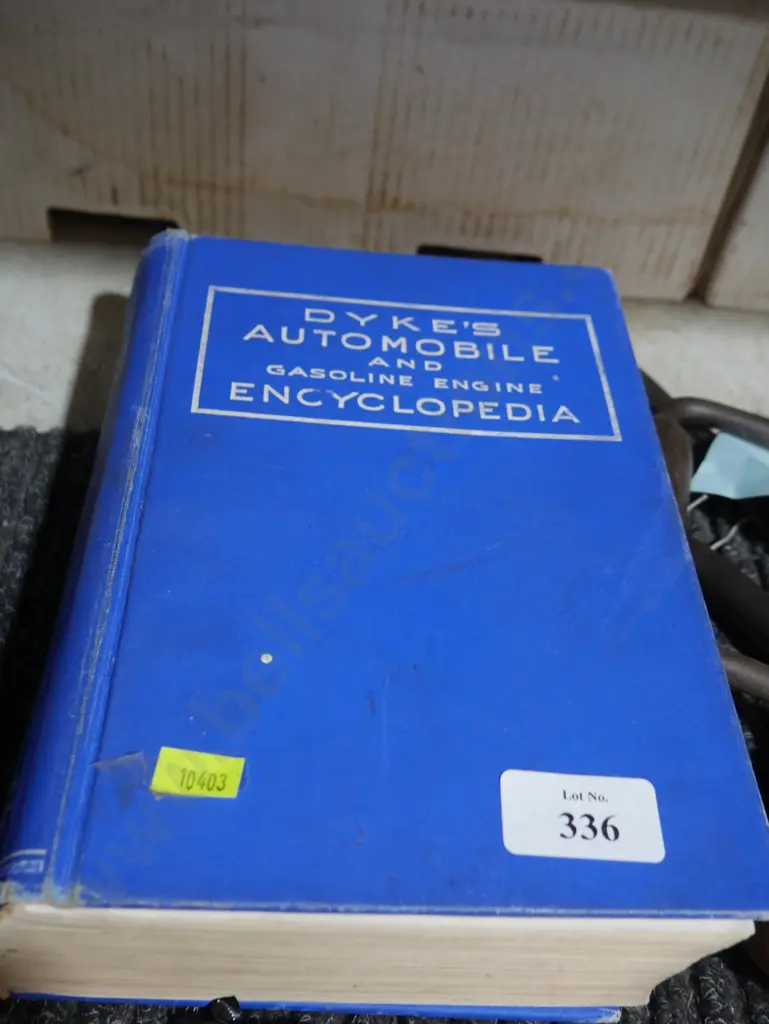 DYKE'S
AUTOMOBILE
AND
GASOLINE ENGINE
ENCYCLOPEDIA
10403
Lot No.
336